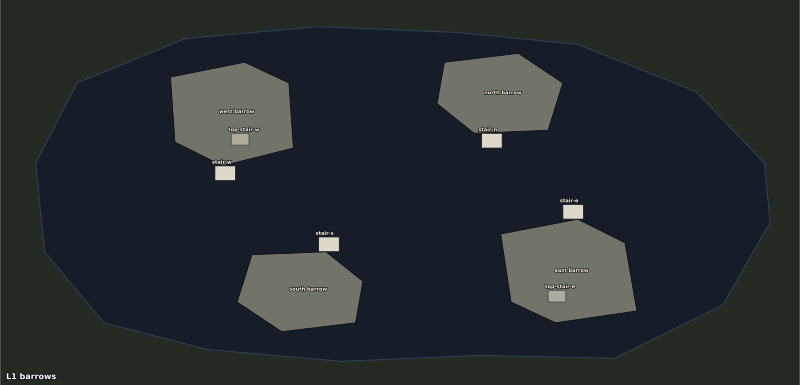 north barrow
west barrow
top-stair-w
stair-n
stair-w
stair-e
stair-s
east barrow
top-stair-e
south barrow
L1 barrows